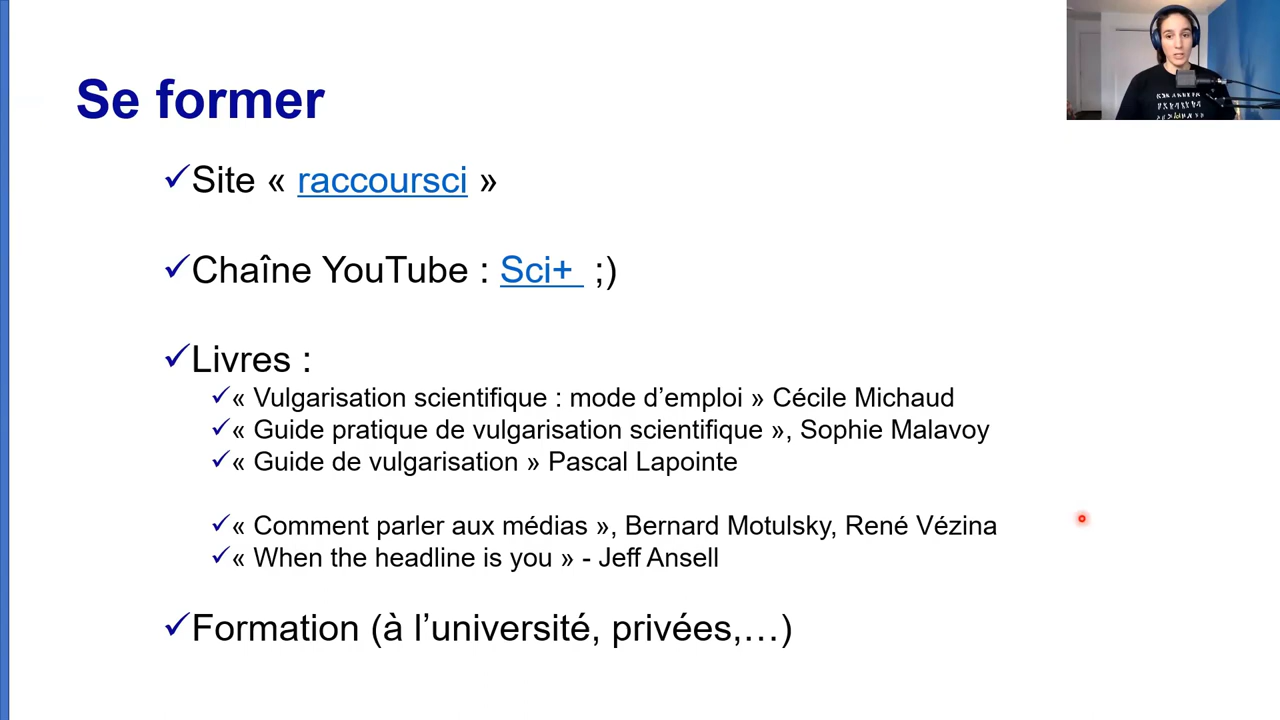 Se former
Site « raccoursci »
Chaîne YouTube : Sci+ ;)
Livres :
« Vulgarisation scientifique : mode d’emploi » Cécile Michaud
« Guide pratique de vulgarisation scientifique », Sophie Malavoy
« Guide de vulgarisation » Pascal Lapointe
« Comment parler aux médias », Bernard Motulsky, René Vézina
« When the headline is you » - Jeff Ansell
Formation (à l’université, privées,…)